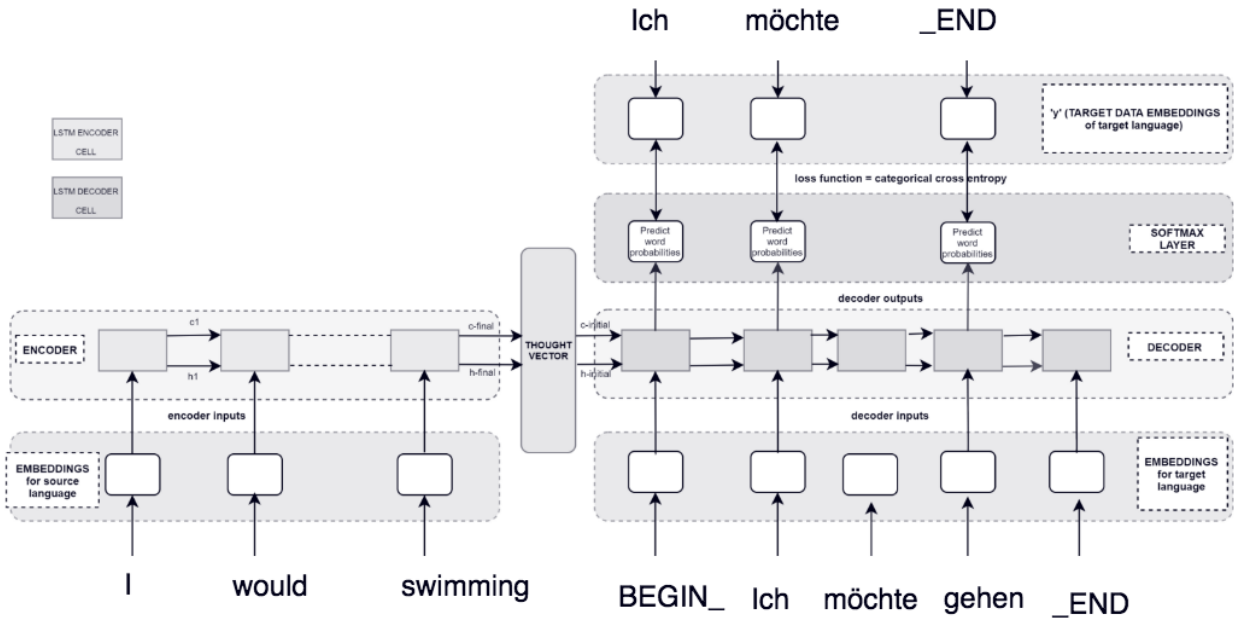 Ich möchte _END
LSTM ENCODER
CELL
LSTM DECODER
CELL
'y' (TARGET DATA EMBEDDINGS
of target language)
loss function = categorical cross entropy
Predict
word
probabilities
Predict
word
probabilities
Predict
word
probabilities
SOFTMAX
LAYER
decoder outputs
ENCODER
c1
h1
c-final
h-final
THOUGHT
VECTOR
c-initial
h-initial
DECODER
encoder inputs
decoder inputs
EMBEDDINGS
for source
language
EMBEDDINGS
for target
language
I would swimming
BEGIN_ Ich möchte gehen _END